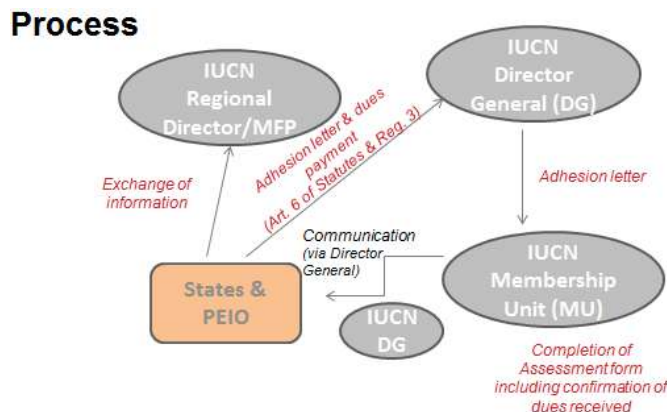 Process
IUCN
Regional
Director/MFP
IUCN
Director
General (DG)
Adhesion letter & dues
payment
(Art. 6 of Statutes & Reg. 3)
Exchange of
information
Adhesion letter
Communication
(via Director
General)
States &
PEIO
IUCN
Membership
Unit (MU)
IUCN
DG
Completion of
Assessment form
including confirmation of
dues received